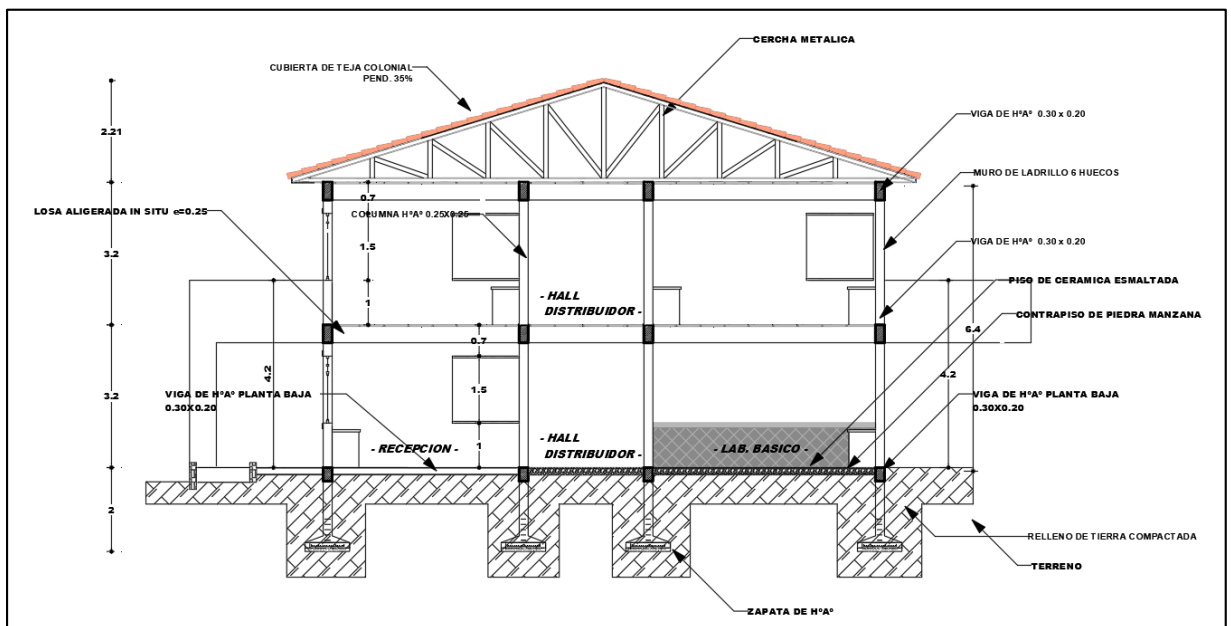 CERCHA METALICA
CUBIERTA DE TEJA COLONIAL
PEND. 35%
2.21
VIGA DE HºAº 0.30 x 0.20
MURO DE LADRILLO 6 HUECOS
0.7
LOSA ALIGERADA IN SITU e=0.25
COLUMNA HºAº 0.25X0.25
3.2
1.5
VIGA DE HºAº 0.30 x 0.20
PISO DE CERAMICA ESMALTADA
- HALL
DISTRIBUIDOR -
1
CONTRAPISO DE PIEDRA MANZANA
6.4
0.7
4.2
4.2
3.2
1.5
VIGA DE HºAº PLANTA BAJA
0.30X0.20
VIGA DE HºAº PLANTA BAJA
0.30X0.20
- RECEPCION -
1
- HALL
DISTRIBUIDOR -
- LAB. BASICO -
2
RELLENO DE TIERRA COMPACTADA
TERRENO
ZAPATA DE HºAº